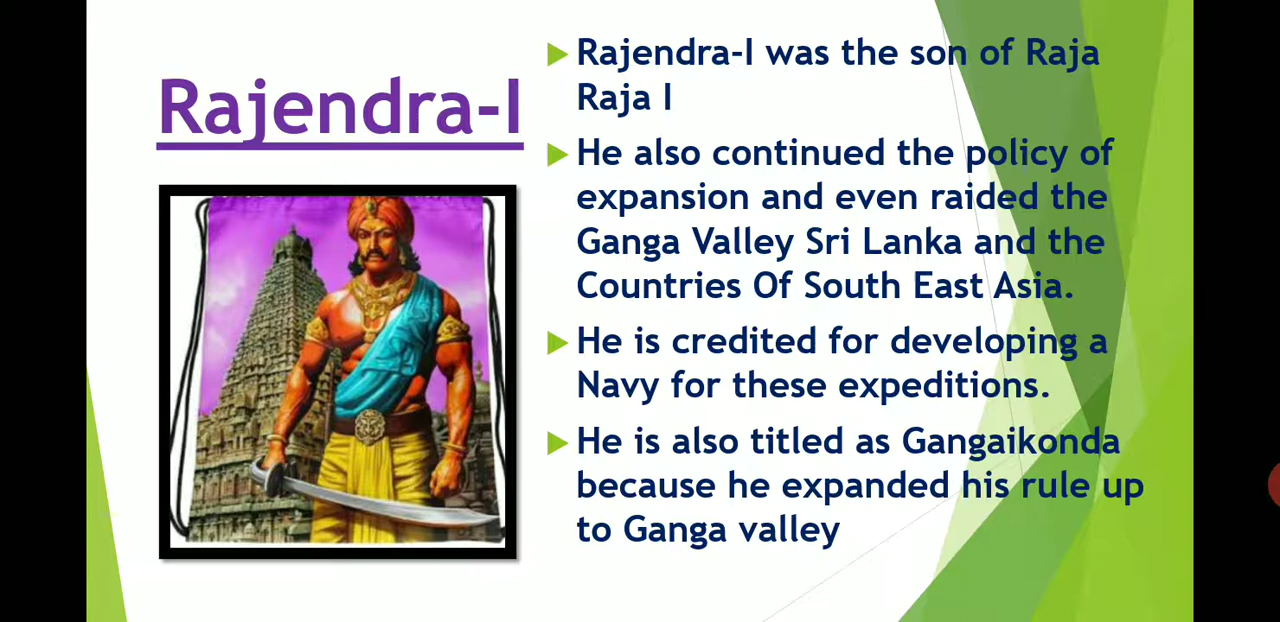 Rajendra-I
Rajendra-I was the son of Raja
Raja I
He also continued the policy of
expansion and even raided the
Ganga Valley Sri Lanka and the
Countries Of South East Asia.
He is credited for developing a
Navy for these expeditions.
He is also titled as Gangaikonda
because he expanded his rule up
to Ganga valley